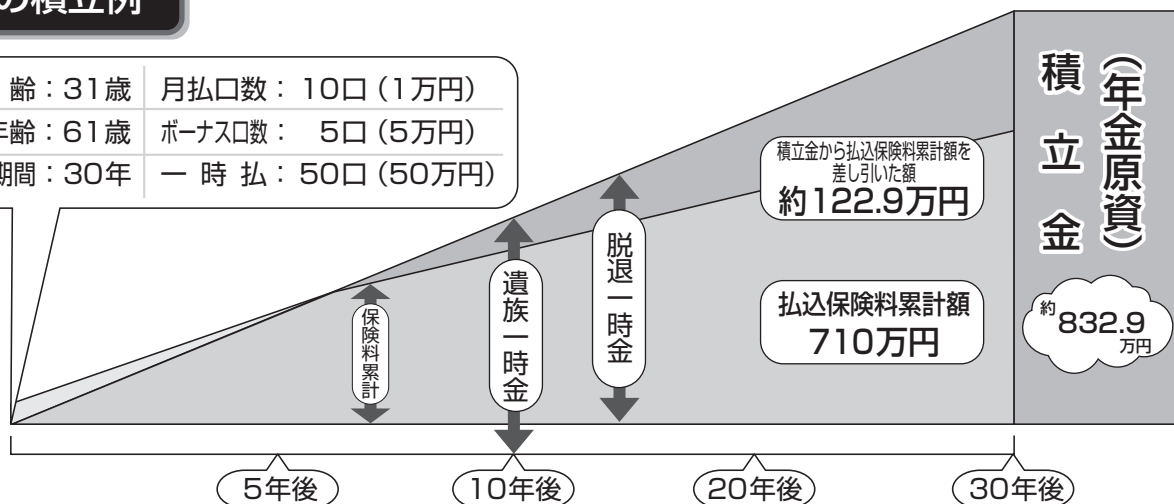 の積立例
齢：31歳 月払口数： 10口（1万円）
年齢：61歳 ボーナス口数： 5口（5万円）
期間：30年 一 時 払：50口（50万円）
積立金から払込保険料累計額を
差し引いた額
約122.9万円
払込保険料累計額
710万円
保険料累計
遺族一時金
脱退一時金
積立金
（年金原資）
約832.9
万円
5年後 10年後 20年後 30年後